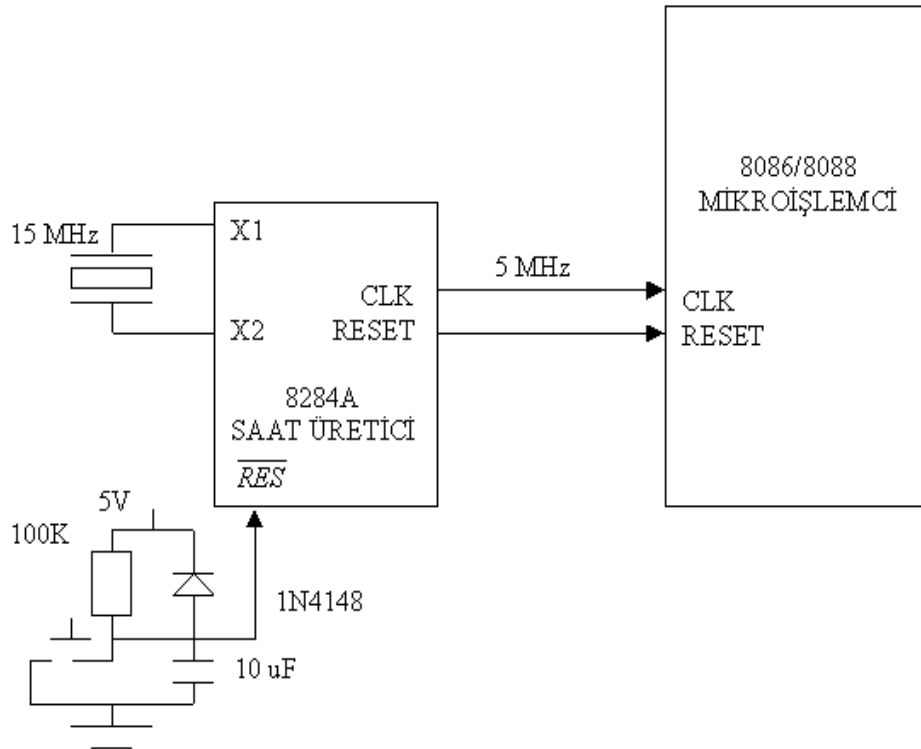 8086/8088
MİKROİŞLEMCİ
15 MHz
X1
5 MHz
CLK
CLK
X2
RESET
RESET
8284A
SAAT ÜRETİCİ
RES
5V
100K
1N4148
10 uF